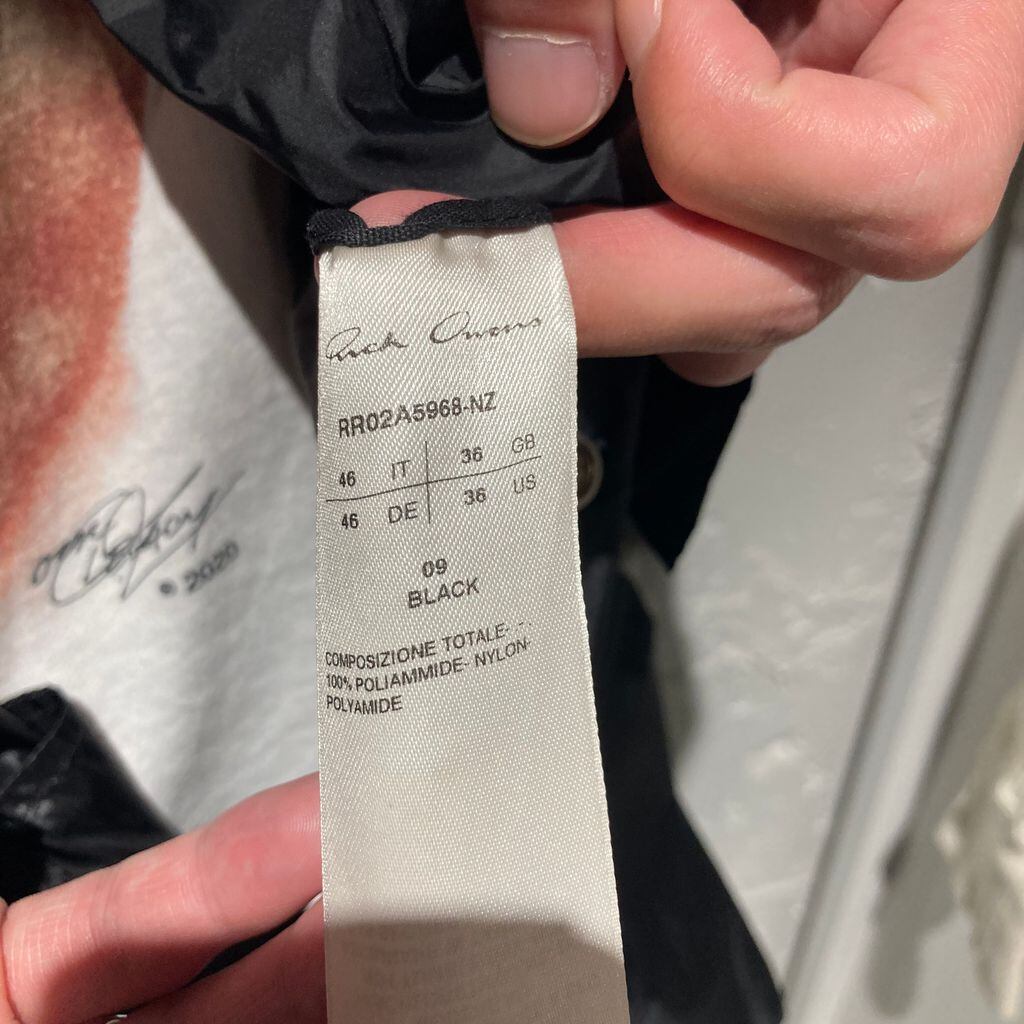 Rick Owens
RR02A5968-NZ
46 IT 36 GB
46 DE 36 US
09
BLACK
COMPOSIZIONE TOTALE- -
100% POLIAMMIDE- NYLON-
POLYAMIDE
© 2020